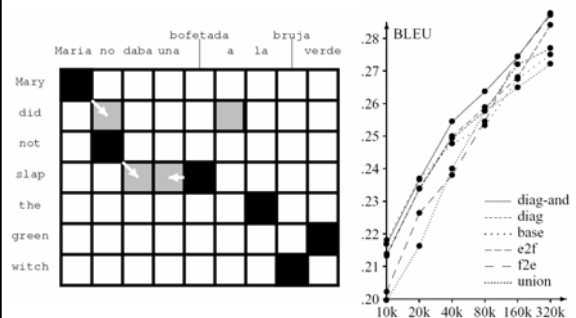 bofetada bruja
Maria no daba una a la verde
Mary
did
not
slap
the
green
witch
BLEU
.28
.27
.26
.25
.24
.23
.22
.21
.20
10k 20k 40k 80k 160k 320k
diag-and
diag
base
e2f
f2e
union